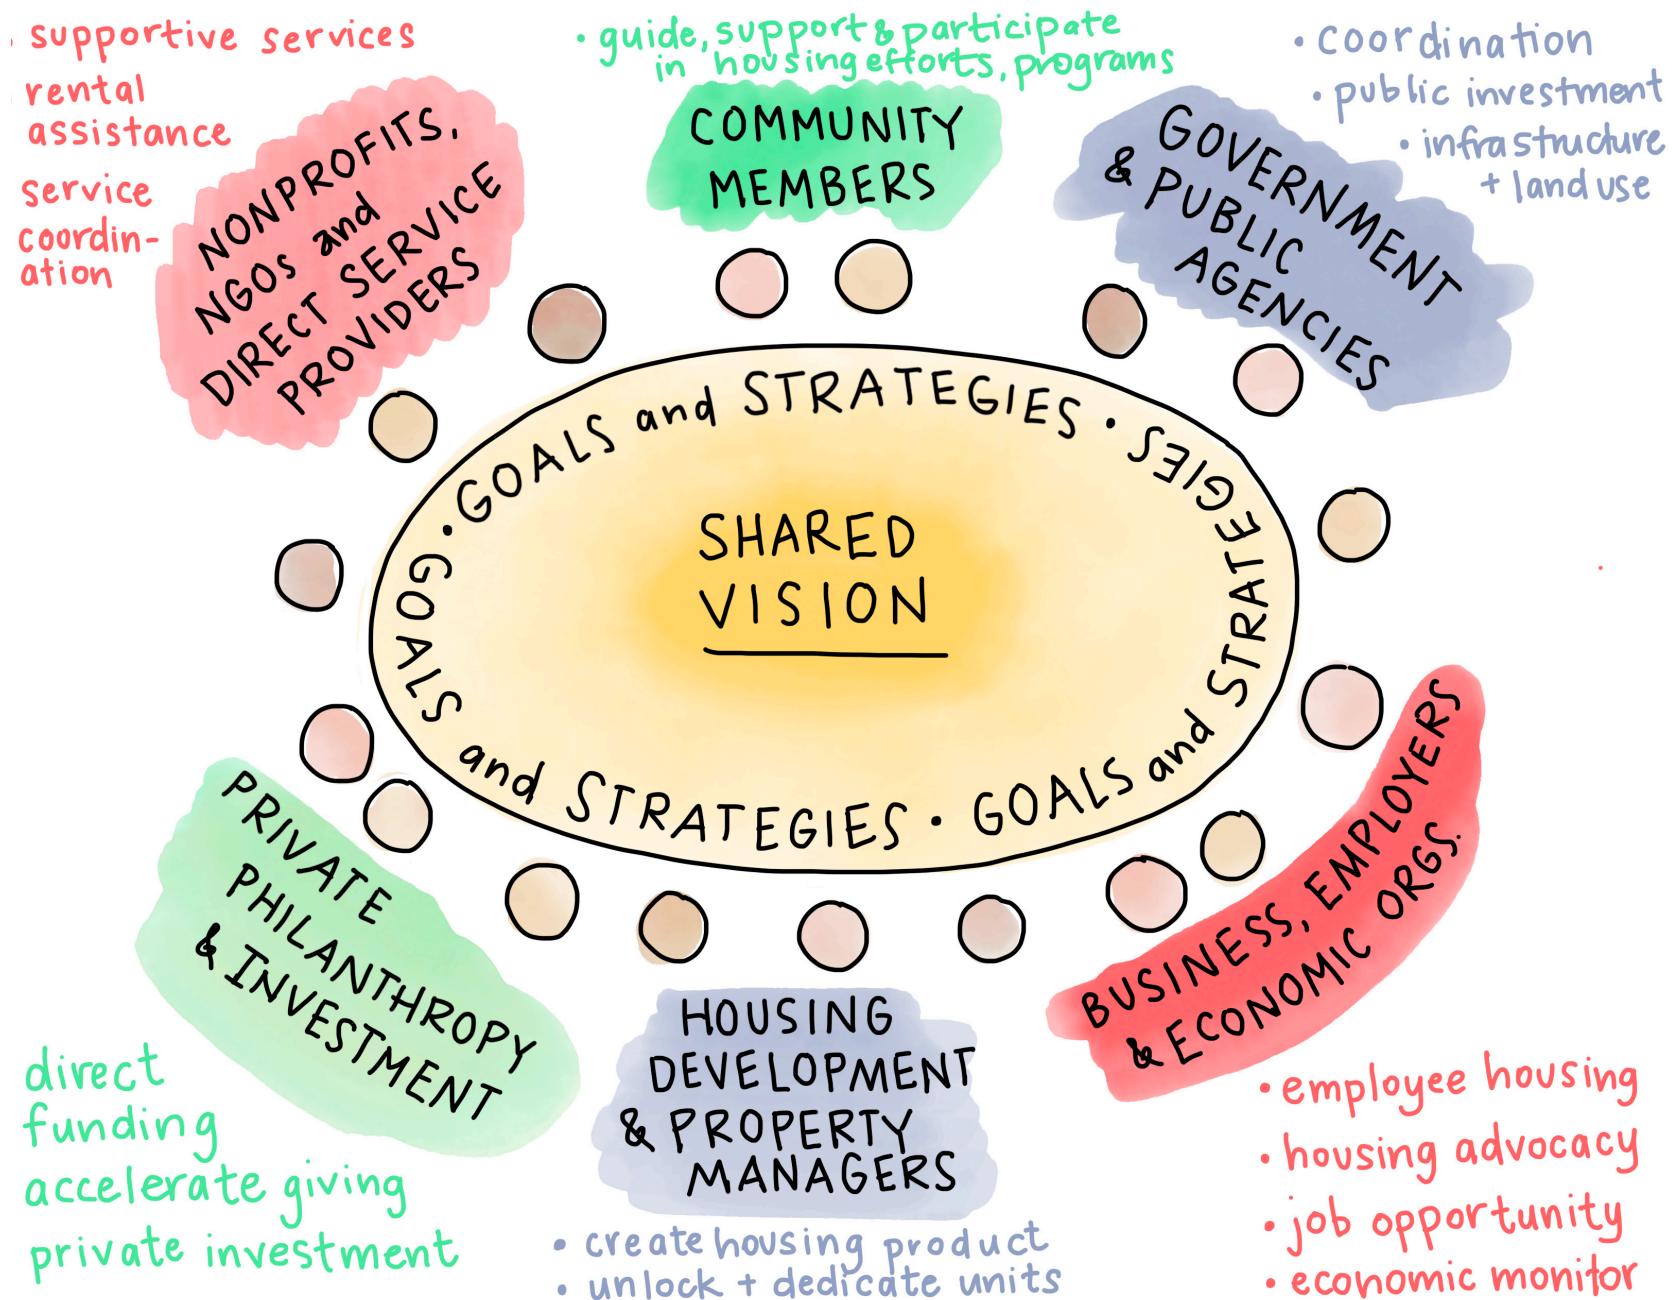 • supportive services
rental
assistance
service
coordin-
ation
NONPROFITS,
NGOs and
DIRECT SERVICE
PROVIDERS
• guide, support & participate
in housing efforts, programs
COMMUNITY
MEMBERS
• coordination
• public investment
• infrastructure
+ land use
GOVERNMENT
& PUBLIC
AGENCIES
• GOALS and STRATEGIES •
GOALS and STRATEGIES
GOALS and STRATEGIES •
SHARED
VISION
PRIVATE
PHILANTHROPY
& INVESTMENT
direct
funding
accelerate giving
private investment
HOUSING
DEVELOPMENT
& PROPERTY
MANAGERS
• create housing product
• unlock + dedicate units
BUSINESS, EMPLOYERS
& ECONOMIC ORGS.
• employee housing
• housing advocacy
• job opportunity
• economic monitor